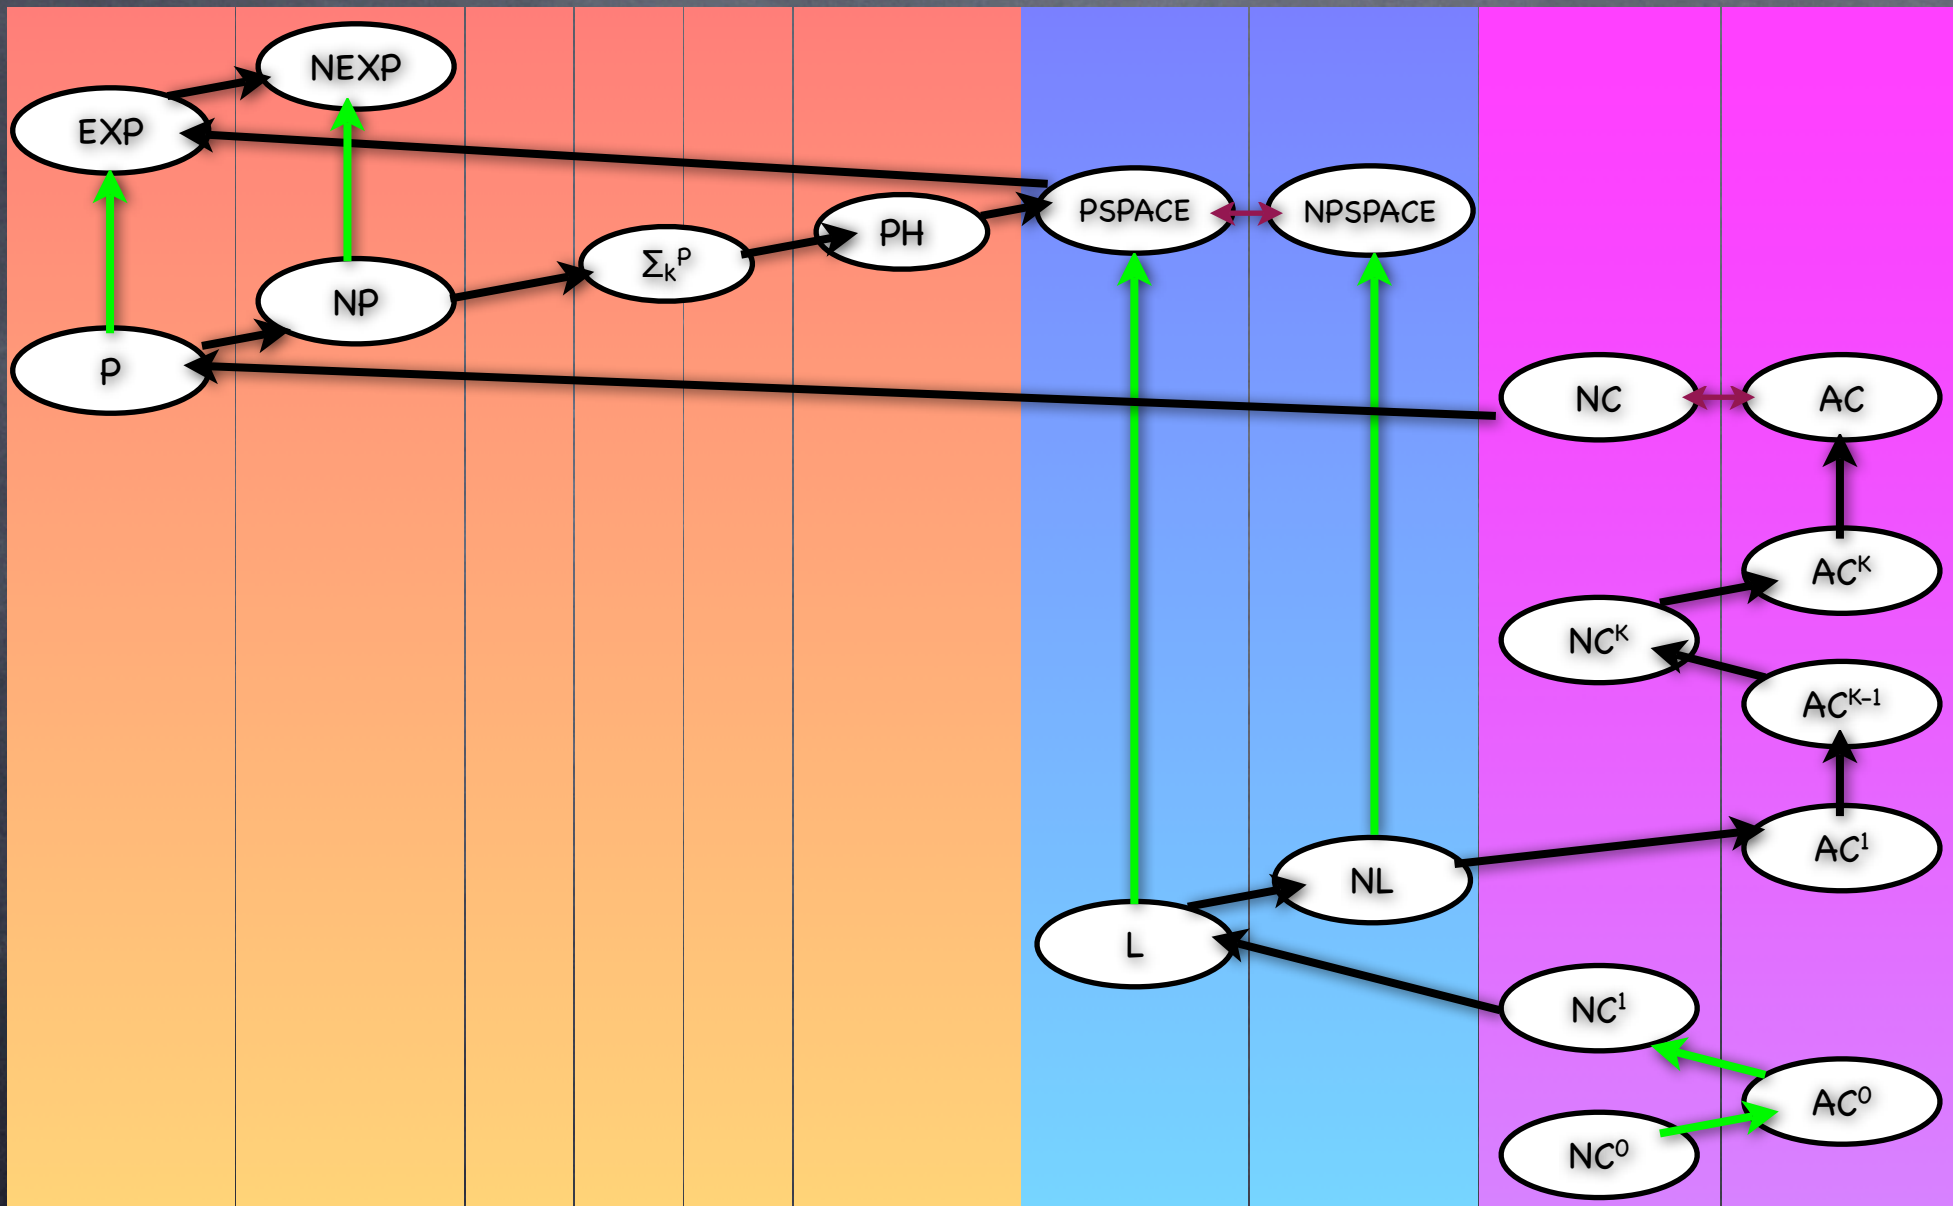 NEXP
EXP
PSPACE
NPSPACE
PH
Σₖᴾ
NP
P
NC
AC
ACᴷ
NCᴷ
ACᴷ⁻¹
AC¹
NL
L
NC¹
AC⁰
NC⁰